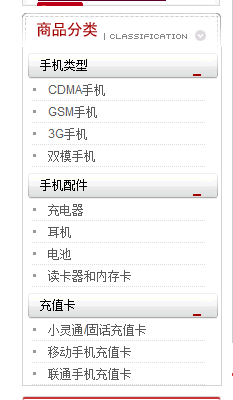 商品分类 | CLASSIFICATION
手机类型
CDMA手机
GSM手机
3G手机
双模手机
手机配件
充电器
耳机
电池
读卡器和内存卡
充值卡
小灵通/固话充值卡
移动手机充值卡
联通手机充值卡